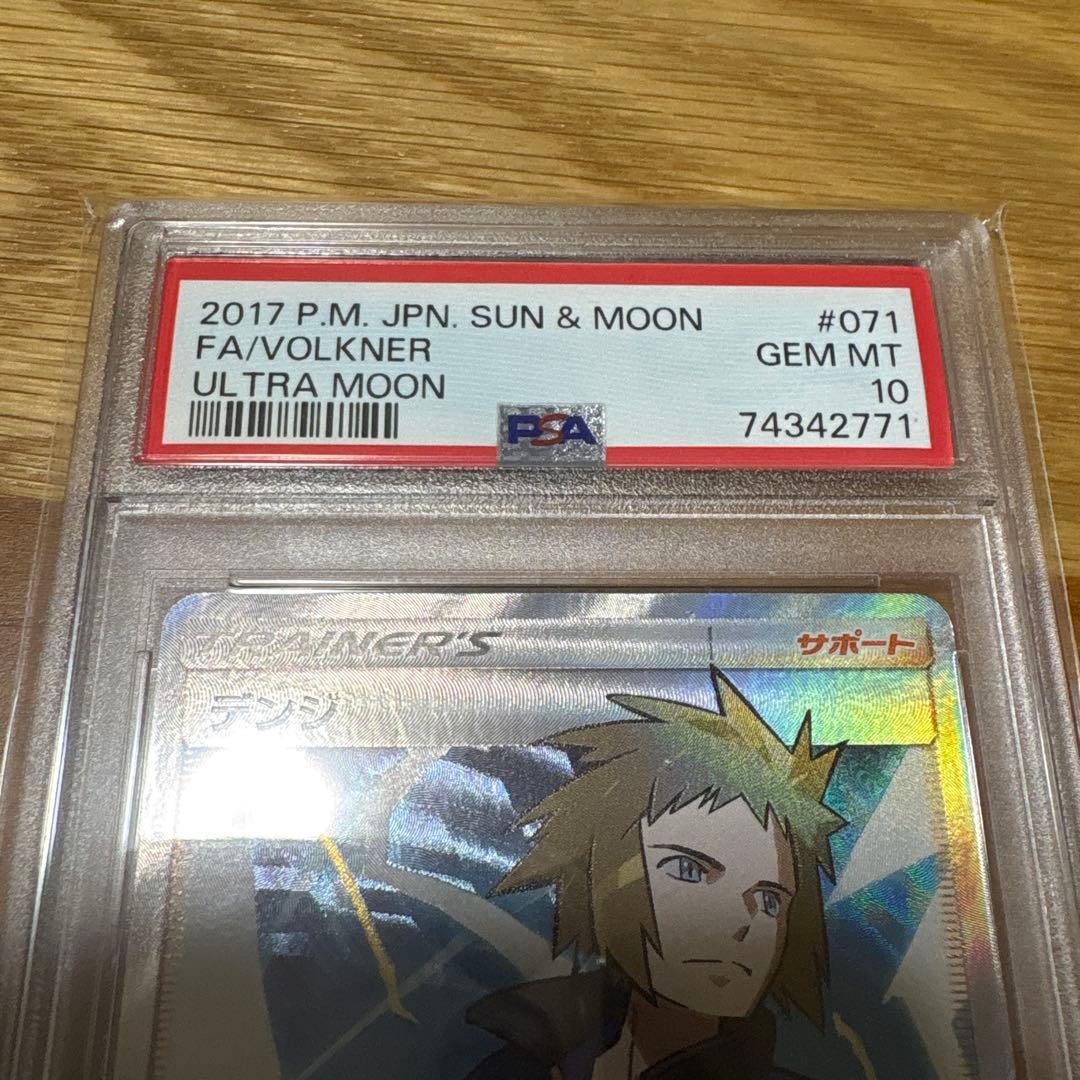 2017 P.M. JPN. SUN & MOON #071
FA/VOLKNER GEM MT
ULTRA MOON 10
PSA 74342771
TRAINER'S サポート
デンジ